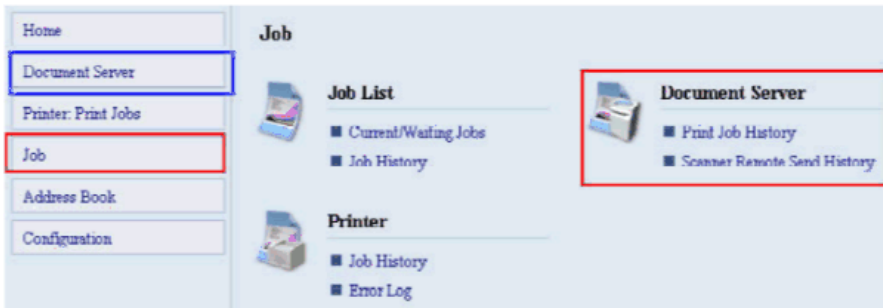 Home
Document Server
Printer: Print Jobs
Job
Address Book
Configuration
Job
Job List
Current/Waiting Jobs
Job History
Document Server
Print Job History
Scanner Remote Send History
Printer
Job History
Error Log